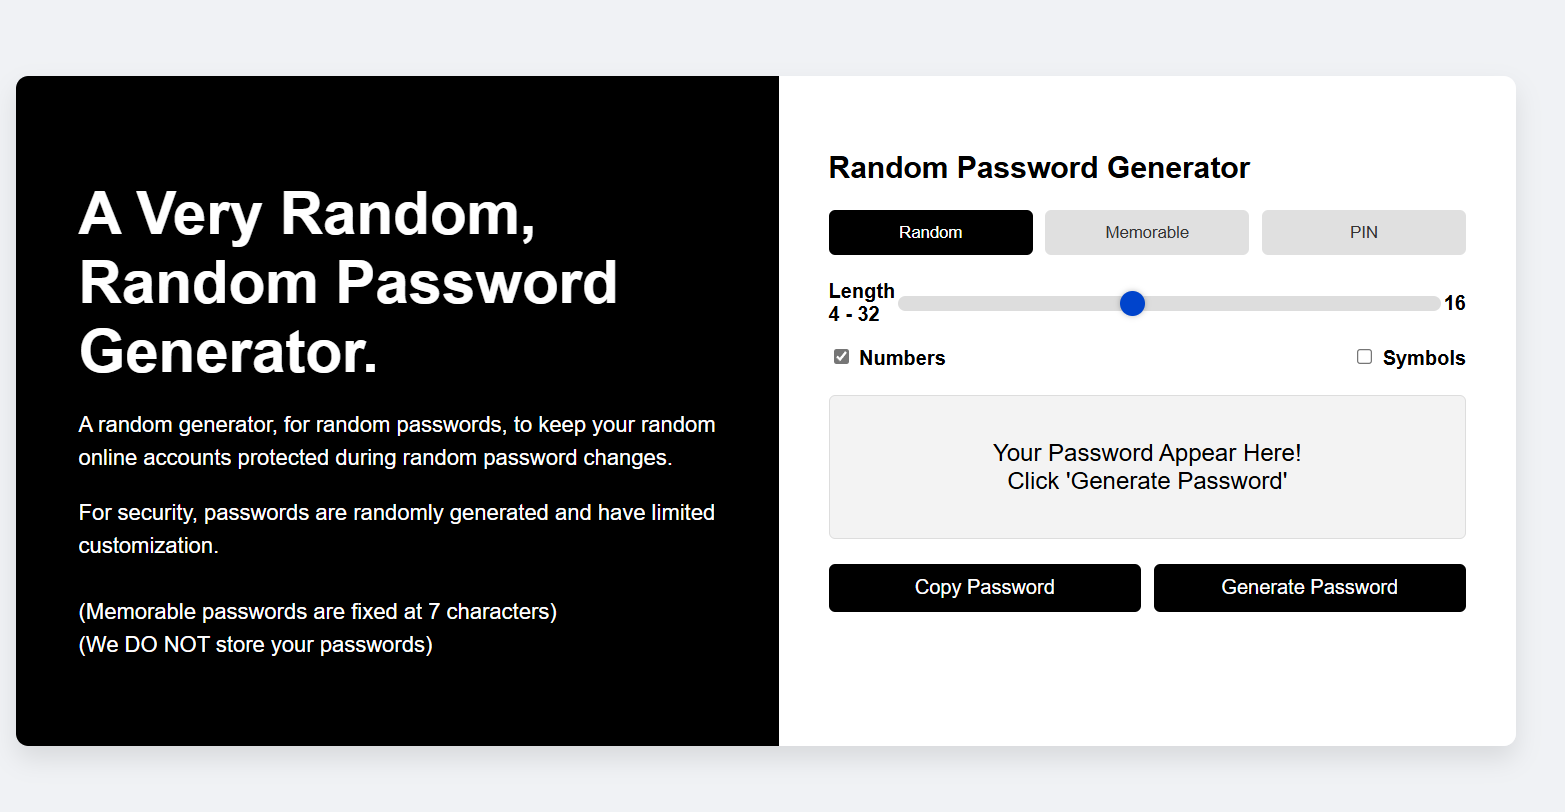 A Very Random,
Random Password
Generator.
A random generator, for random passwords, to keep your random
online accounts protected during random password changes.
For security, passwords are randomly generated and have limited
customization.
(Memorable passwords are fixed at 7 characters)
(We DO NOT store your passwords)
Random Password Generator
Random
Memorable
PIN
Length
4 - 32
16
Numbers
Symbols
Your Password Appear Here!
Click 'Generate Password'
Copy Password
Generate Password